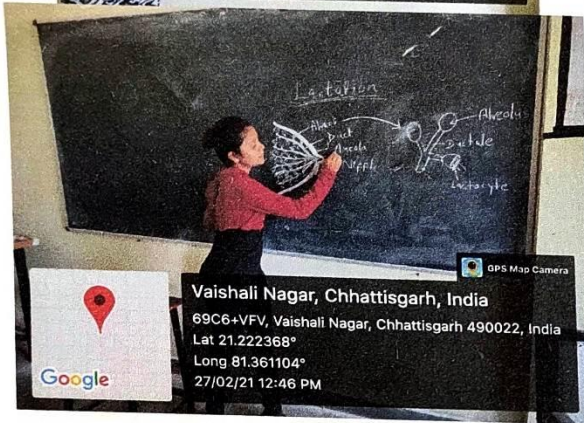 Lactation
Duct
Areola
Nipple
Alveolus
Ductule
Lactocyte
GPS Map Camera
Google
Vaishali Nagar, Chhattisgarh, India
69C6+VFV, Vaishali Nagar, Chhattisgarh 490022, India
Lat 21.222368°
Long 81.361104°
27/02/21 12:46 PM